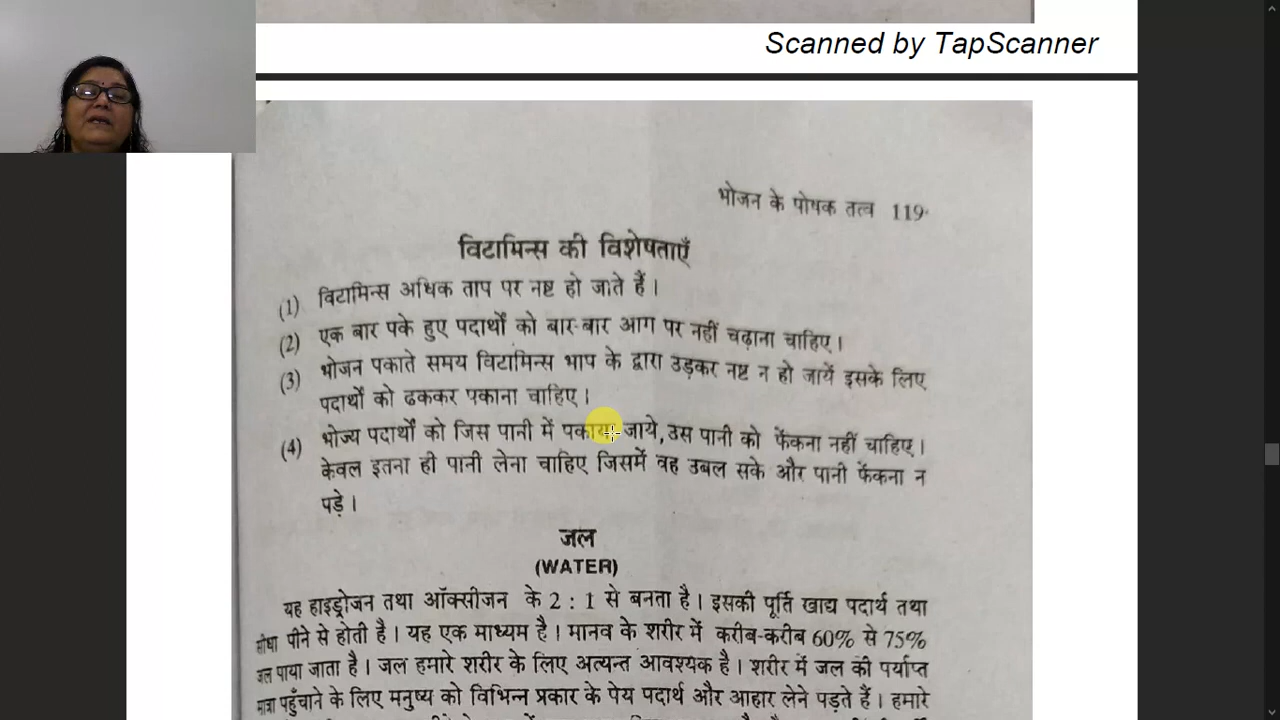 Scanned by TapScanner
भोजन के पोषक तत्व 119
विटामिन्स की विशेषताएँ
(1) विटामिन्स अधिक ताप पर नष्ट हो जाते हैं।
(2) एक बार पके हुए पदार्थों को बार-बार आग पर नहीं चढ़ाना चाहिए।
(3) भोजन पकाते समय विटामिन्स भाप के द्वारा उड़कर नष्ट न हो जायें इसके लिए
पदार्थों को ढककर पकाना चाहिए।
(4) भोज्य पदार्थों को जिस पानी में पकाया जाये, उस पानी को फेंकना नहीं चाहिए।
केवल इतना ही पानी लेना चाहिए जिसमें वह उबल सके और पानी फेंकना न
पड़े।
जल
(WATER)
यह हाइड्रोजन तथा ऑक्सीजन के 2 : 1 से बनता है। इसकी पूर्ति खाद्य पदार्थ तथा
सीधा पीने से होती है। यह एक माध्यम है। मानव के शरीर में करीब-करीब 60% से 75%
जल पाया जाता है। जल हमारे शरीर के लिए अत्यन्त आवश्यक है। शरीर में जल की पर्याप्त
मात्रा पहुँचाने के लिए मनुष्य को विभिन्न प्रकार के पेय पदार्थ और आहार लेने पड़ते हैं। हमारे